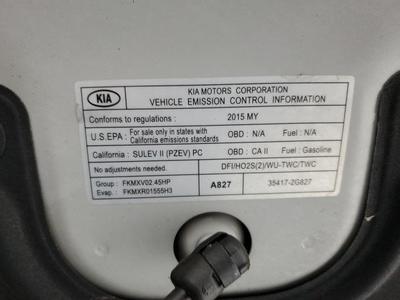 KIA
KIA MOTORS CORPORATION
VEHICLE EMISSION CONTROL INFORMATION
Conforms to regulations : 2015 MY
U.S.EPA : For sale only in states with California emissions standards OBD : N/A Fuel : N/A
California : SULEV II (PZEV) PC OBD : CA II Fuel : Gasoline
No adjustments needed. DFI/HO2S(2)/WU-TWC/TWC
Group : FKMXV02.45HP
Evap. : FKMXR01555H3
A827 35417-2G827